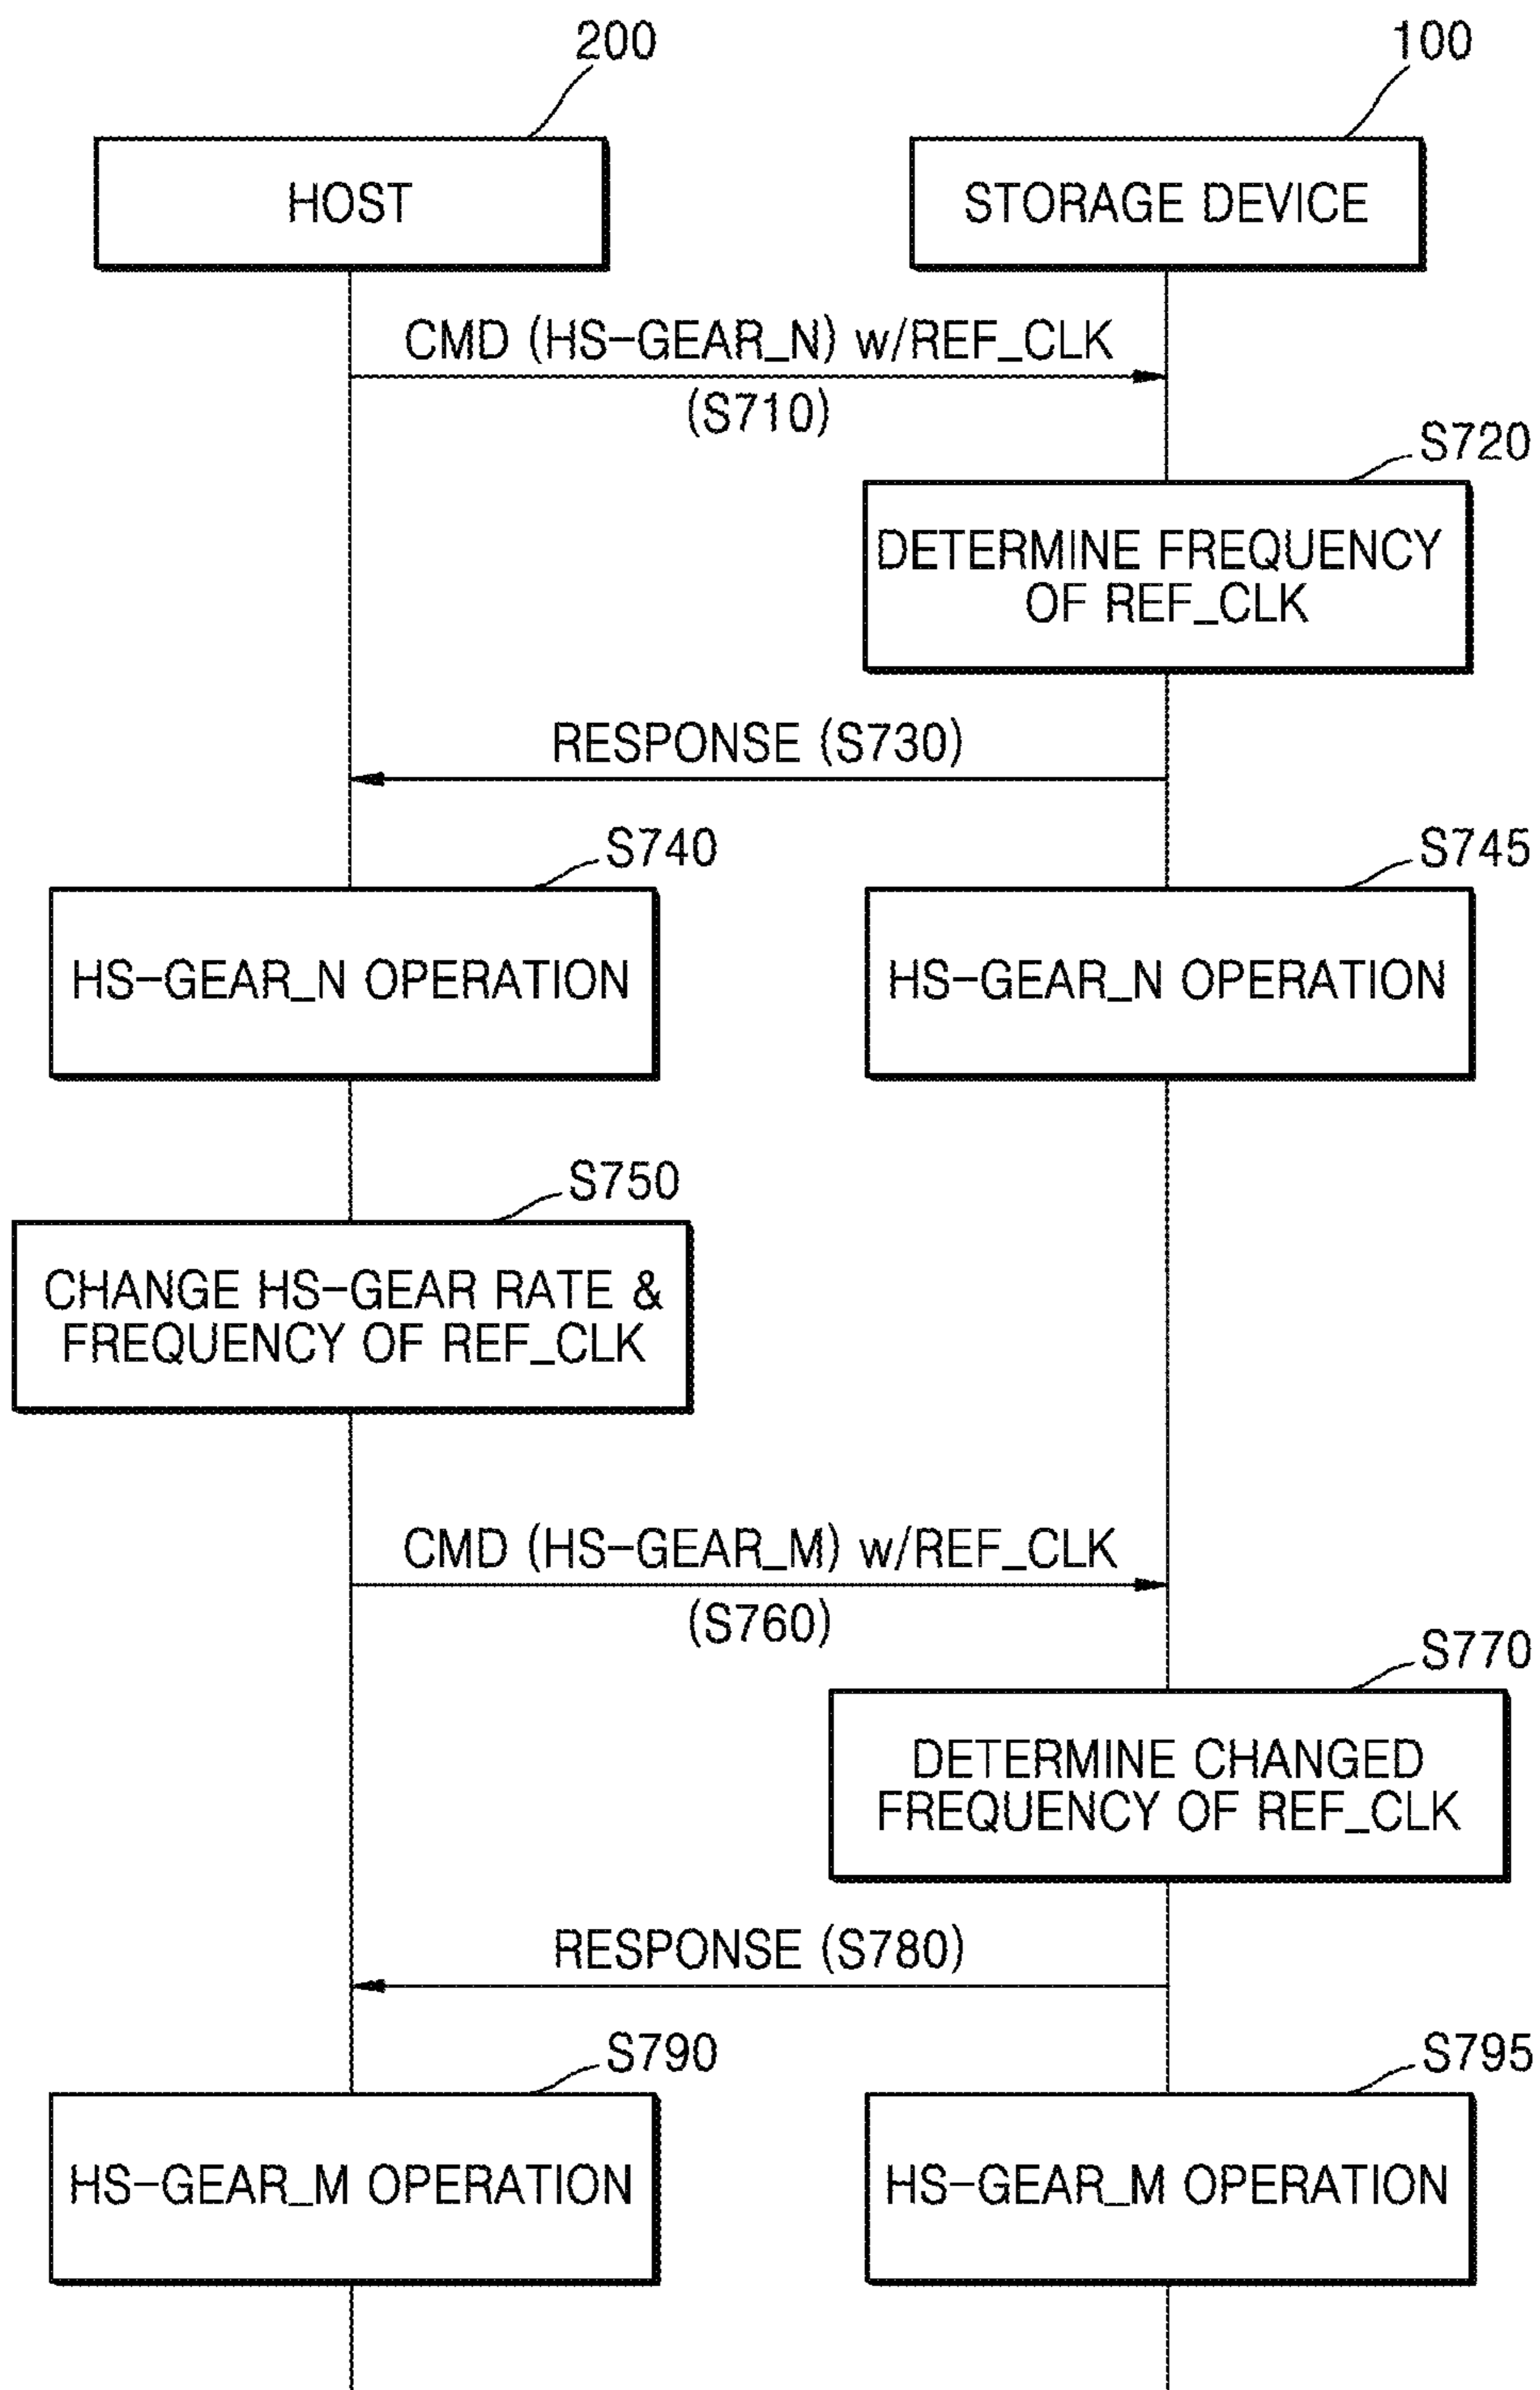 200
100
HOST
STORAGE DEVICE
CMD (HS-GEAR_N) w/REF_CLK
(S710)
S720
DETERMINE FREQUENCY
OF REF_CLK
RESPONSE (S730)
S740
S745
HS-GEAR_N OPERATION
HS-GEAR_N OPERATION
S750
CHANGE HS-GEAR RATE &
FREQUENCY OF REF_CLK
CMD (HS-GEAR_M) w/REF_CLK
(S760)
S770
DETERMINE CHANGED
FREQUENCY OF REF_CLK
RESPONSE (S780)
S790
S795
HS-GEAR_M OPERATION
HS-GEAR_M OPERATION